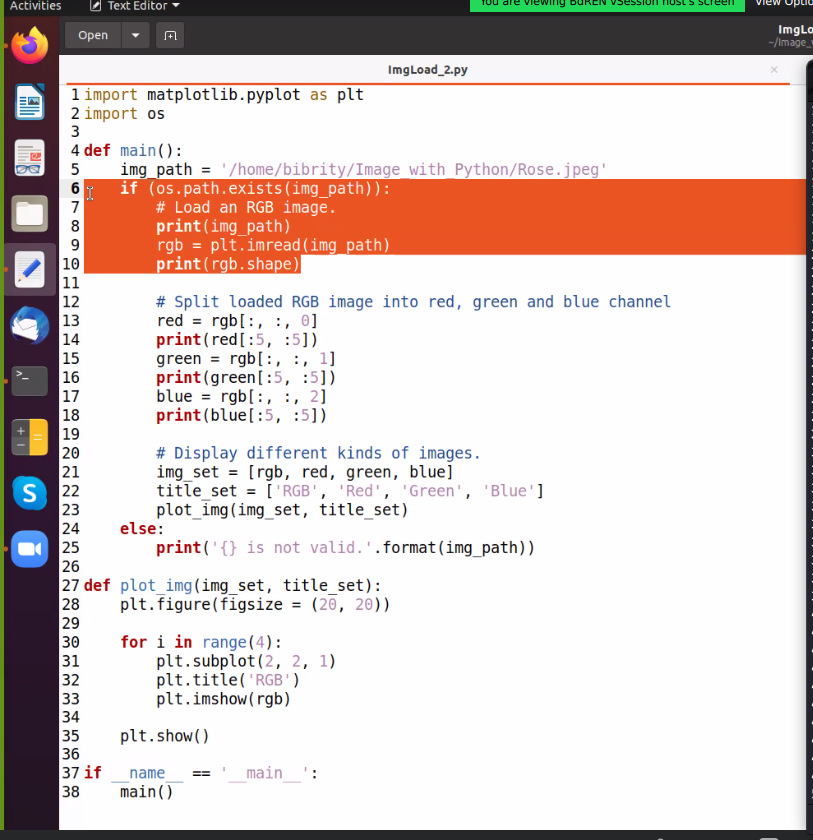 Activities Text Editor
You are viewing BdREN vSession host's screen View Optio
Open ImgLo
~/Image_
ImgLoad_2.py ×
1 import matplotlib.pyplot as plt
2 import os
3
4 def main():
5     img_path = '/home/bibrity/Image_with_Python/Rose.jpeg'
6     if (os.path.exists(img_path)):
7         # Load an RGB image.
8         print(img_path)
9         rgb = plt.imread(img_path)
10         print(rgb.shape)
11
12         # Split loaded RGB image into red, green and blue channel
13         red = rgb[:, :, 0]
14         print(red[:5, :5])
15         green = rgb[:, :, 1]
16         print(green[:5, :5])
17         blue = rgb[:, :, 2]
18         print(blue[:5, :5])
19
20         # Display different kinds of images.
21         img_set = [rgb, red, green, blue]
22         title_set = ['RGB', 'Red', 'Green', 'Blue']
23         plot_img(img_set, title_set)
24     else:
25         print('{} is not valid.'.format(img_path))
26
27 def plot_img(img_set, title_set):
28     plt.figure(figsize = (20, 20))
29
30     for i in range(4):
31         plt.subplot(2, 2, 1)
32         plt.title('RGB')
33         plt.imshow(rgb)
34
35     plt.show()
36
37 if __name__ == '__main__':
38     main()